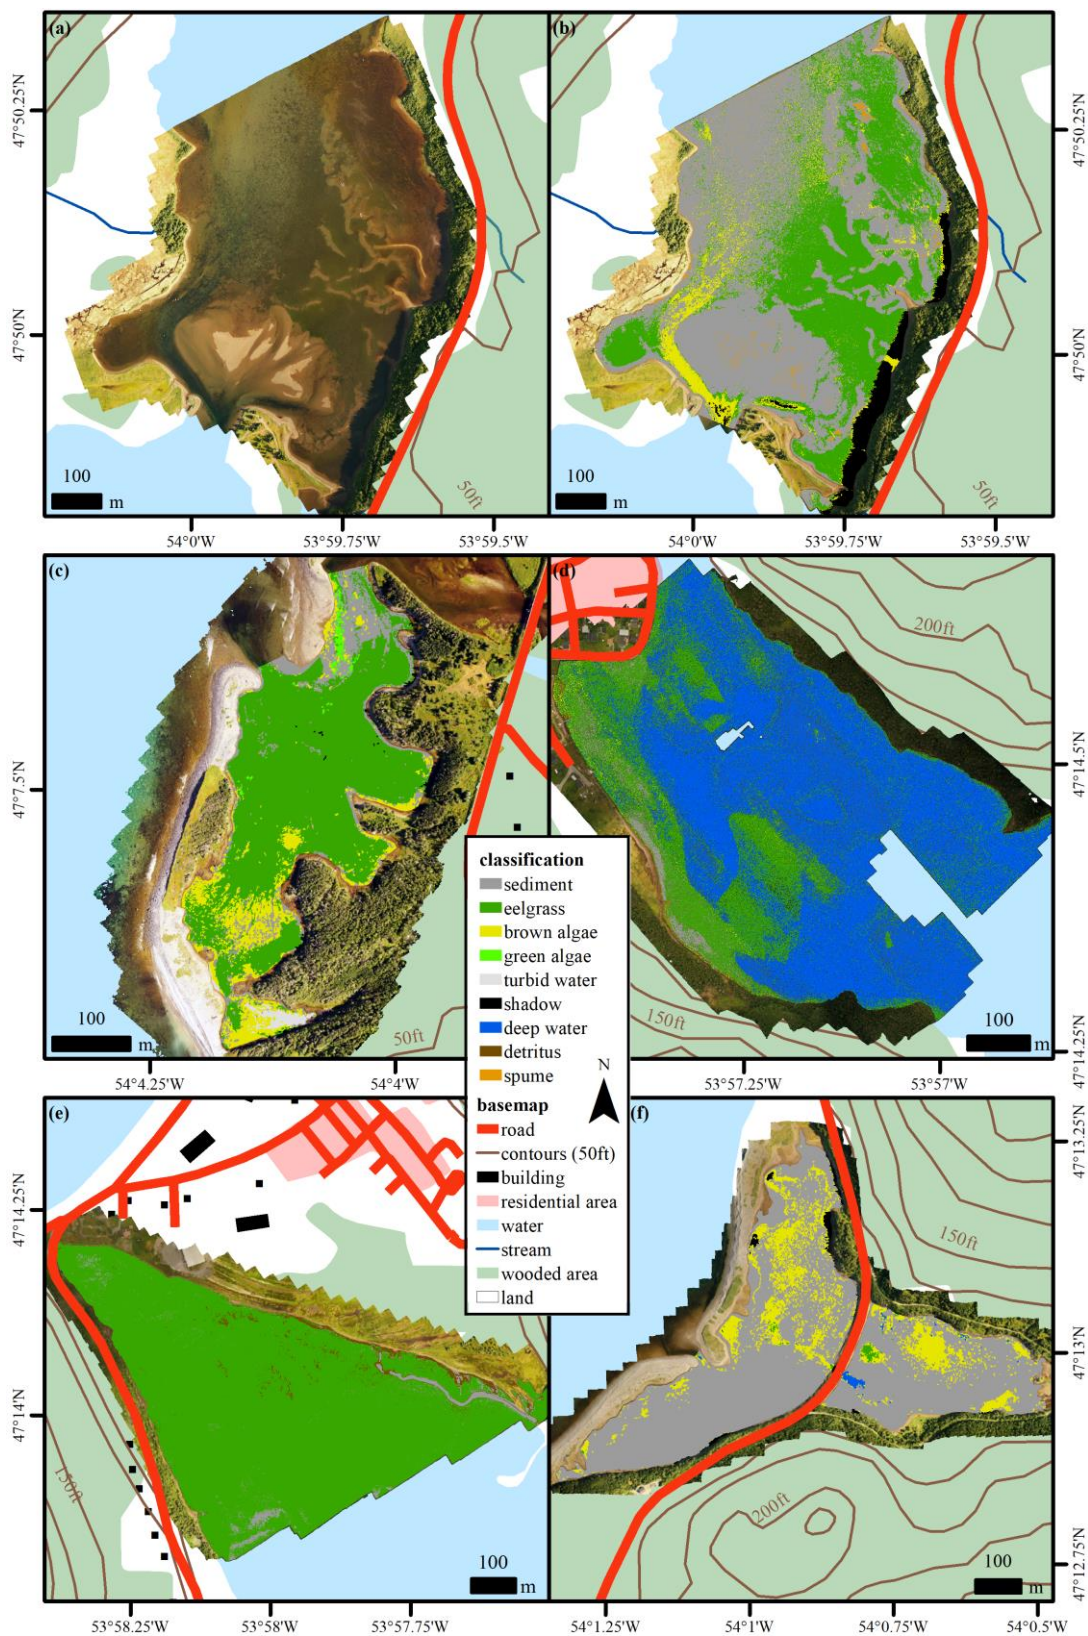 (a)
(b)
47°50.25'N
47°50'N
47°50.25'N
47°50'N
100
m
50ft
100
m
50ft
54°0'W
53°59.75'W
53°59.5'W
54°0'W
53°59.75'W
53°59.5'W
(c)
(d)
200ft
47°7.5'N
47°14.5'N
47°14.25'N
100
m
50ft
150ft
100
m
54°4.25'W
54°4'W
53°57.25'W
53°57'W
classification
sediment
eelgrass
brown algae
green algae
turbid water
shadow
deep water
detritus
spume
N
basemap
road
contours (50ft)
building
residential area
water
stream
wooded area
land
(e)
(f)
47°14.25'N
47°14'N
47°13.25'N
47°13'N
47°12.75'N
150ft
150ft
200ft
100
m
100
m
53°58.25'W
53°58'W
53°57.75'W
54°1.25'W
54°1'W
54°0.75'W
54°0.5'W